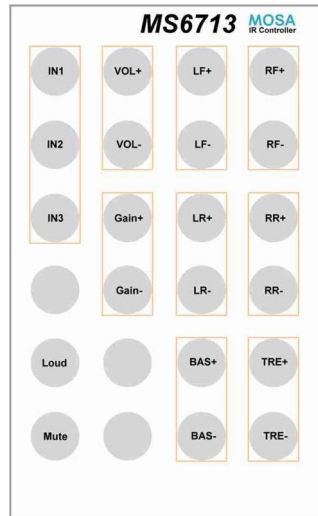 MS6713 MOSA
IR Controller
IN1 VOL+ LF+ RF+
IN2 VOL- LF- RF-
IN3 Gain+ LR+ RR+
Gain- LR- RR-
Loud BAS+ TRE+
Mute BAS- TRE-